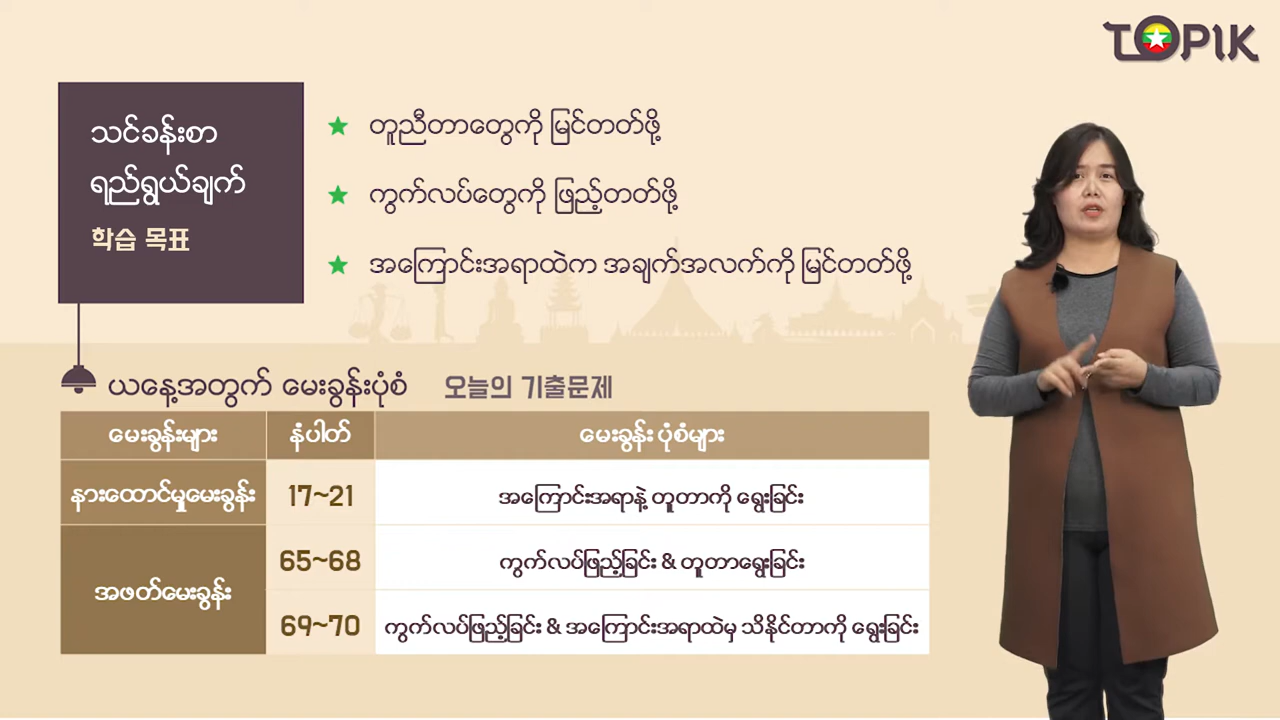 TOPIK
သင်ခန်းစာ
ရည်ရွယ်ချက်
학습 목표
★ တူညီတာတွေကို မြင်တတ်ဖို့
★ ကွက်လပ်တွေကို ဖြည့်တတ်ဖို့
★ အကြောင်းအရာထဲက အချက်အလက်ကို မြင်တတ်ဖို့
ယနေ့အတွက် မေးခွန်းပုံစံ 오늘의 기출문제
မေးခွန်းများ နံပါတ် မေးခွန်း ပုံစံများ
နားထောင်မှုမေးခွန်း 17~21 အကြောင်းအရာနဲ့ တူတာကို ရွေးခြင်း
အဖတ်မေးခွန်း
65~68 ကွက်လပ်ဖြည့်ခြင်း & တူတာရွေးခြင်း
69~70 ကွက်လပ်ဖြည့်ခြင်း & အကြောင်းအရာထဲမှ သိနိုင်တာကို ရွေးခြင်း